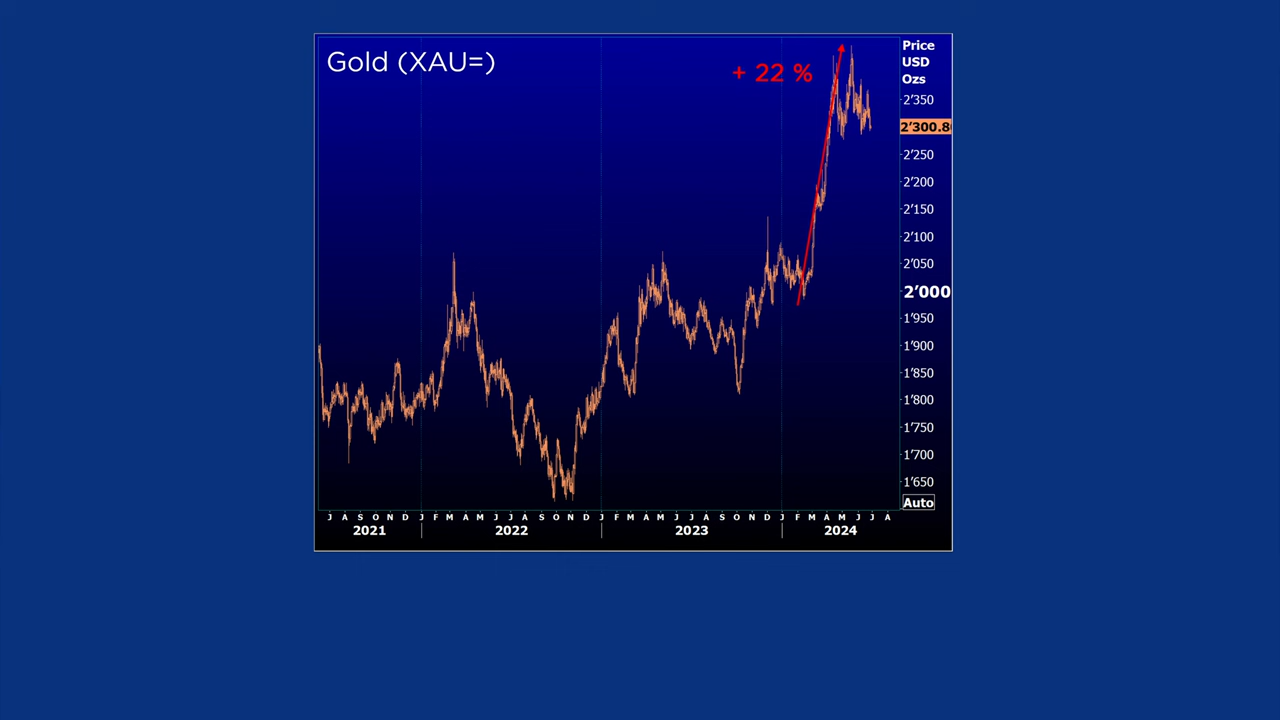 Gold (XAU=)
+ 22 %
Price
USD
Ozs
2'350
2'300.8
2'250
2'200
2'150
2'100
2'050
2'000
1'950
1'900
1'850
1'800
1'750
1'700
1'650
Auto
J A S O N D J F M A M J J A S O N D J F M A M J J A S O N D J F M A M J J A
2021 2022 2023 2024